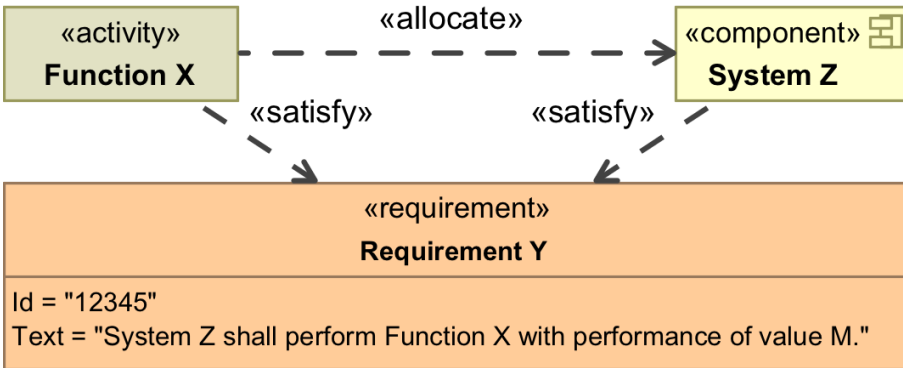 «activity»
Function X
«allocate»
«component»
System Z
«satisfy»
«satisfy»
«requirement»
Requirement Y
Id = "12345"
Text = "System Z shall perform Function X with performance of value M."